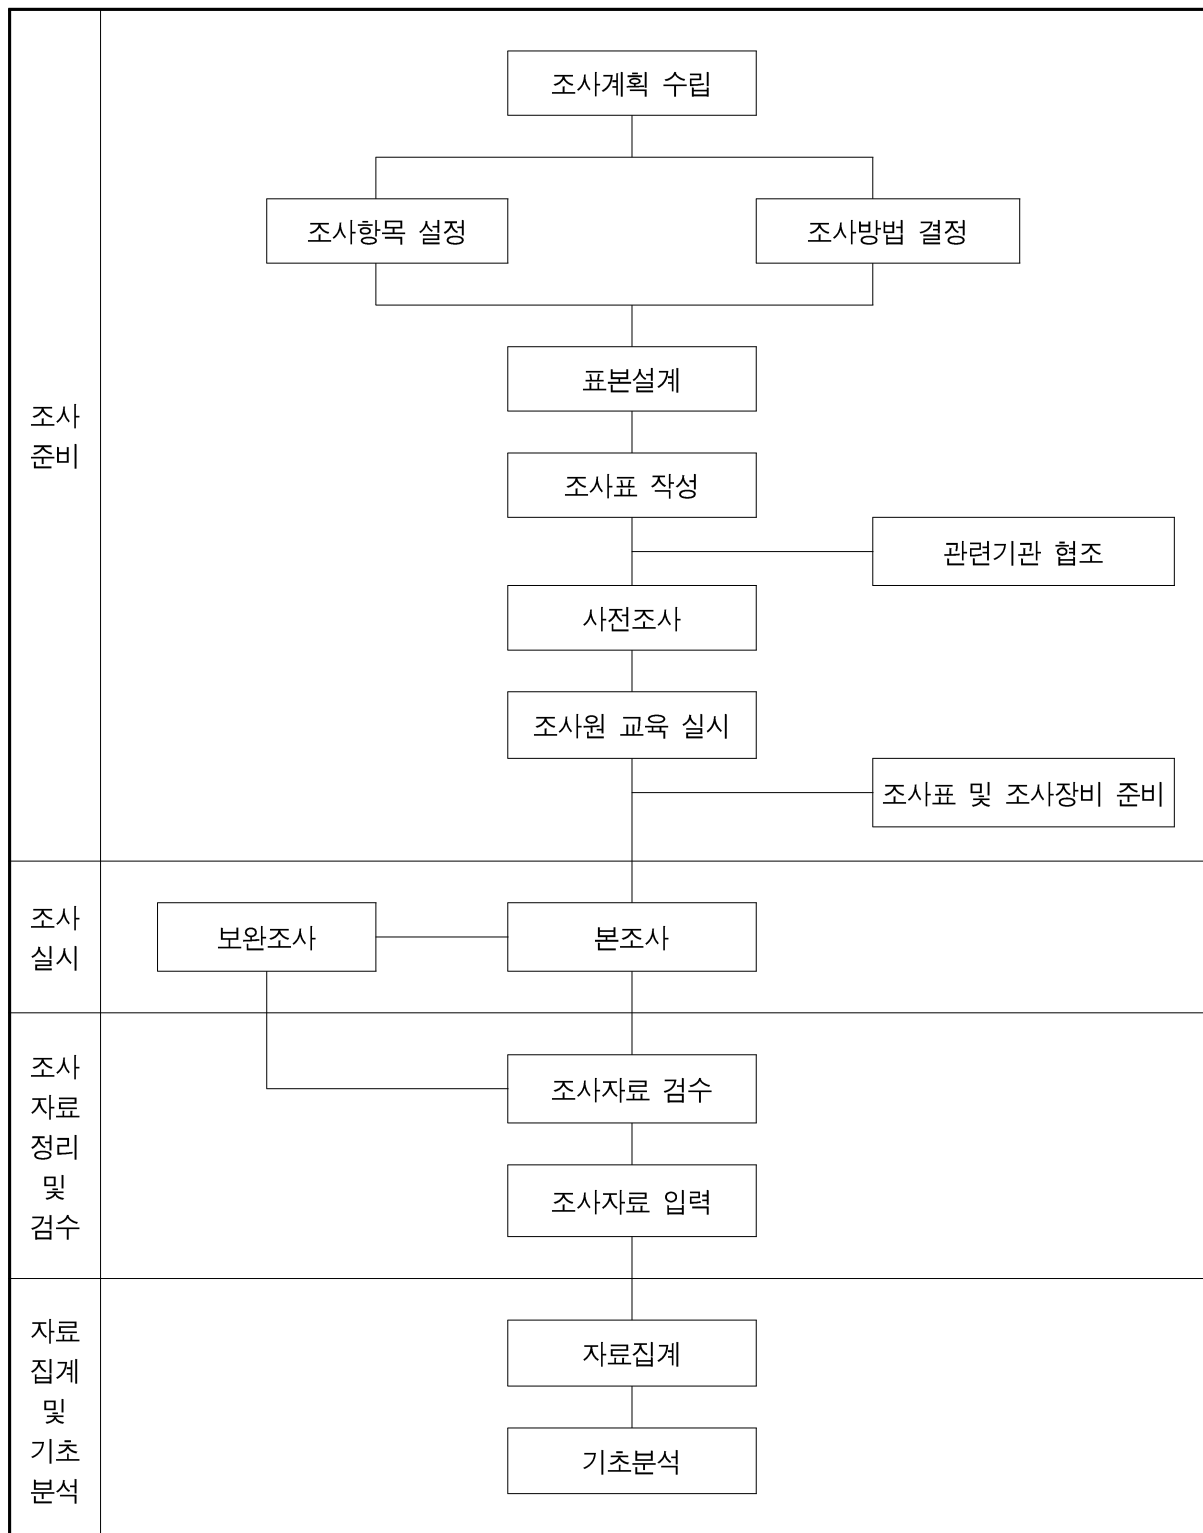 조사
준비
조사계획 수립
조사항목 설정
조사방법 결정
표본설계
조사표 작성
관련기관 협조
사전조사
조사원 교육 실시
조사표 및 조사장비 준비
조사
실시
보완조사
본조사
조사
자료
정리
및
검수
조사자료 검수
조사자료 입력
자료
집계
및
기초
분석
자료집계
기초분석